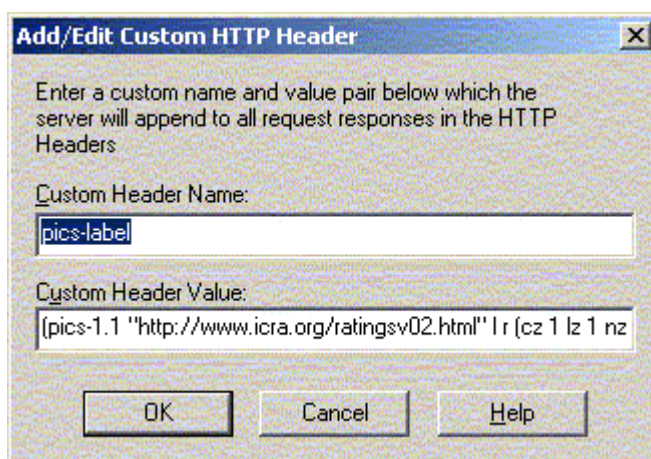 Add/Edit Custom HTTP Header
Enter a custom name and value pair below which the
server will append to all request responses in the HTTP
Headers
Custom Header Name:
pics-label
Custom Header Value:
(pics-1.1 "http://www.icra.org/ratingsv02.html" l r (cz 1 lz 1 nz
OK Cancel Help